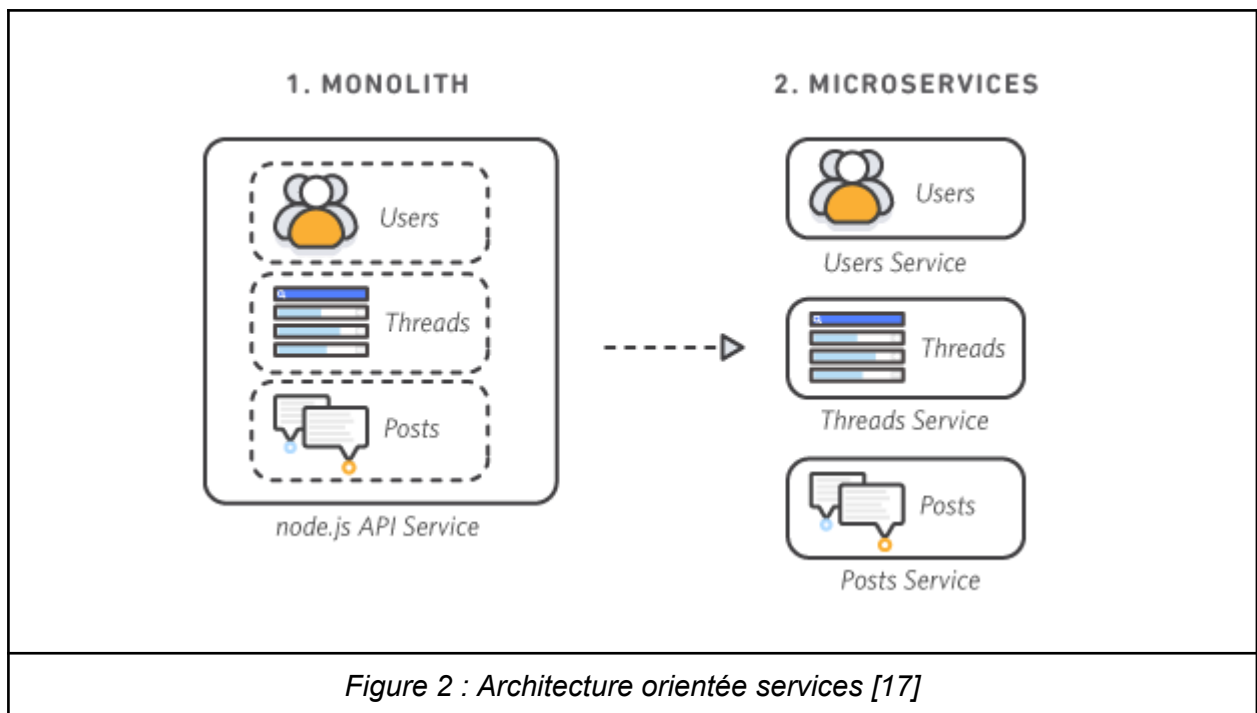 1. MONOLITH
Users
Threads
Posts
node.js API Service
2. MICROSERVICES
Users
Users Service
Threads
Threads Service
Posts
Posts Service
Figure 2 : Architecture orientée services [17]